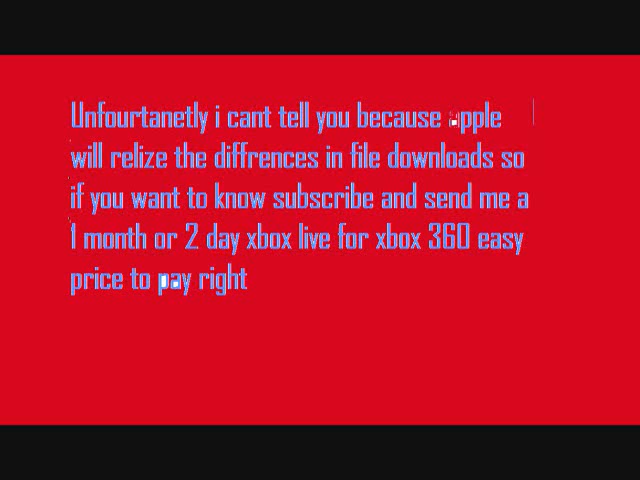 Unfourtanetly i cant tell you because apple
will relize the diffrences in file downloads so
if you want to know subscribe and send me a
1 month or 2 day xbox live for xbox 360 easy
price to pay right